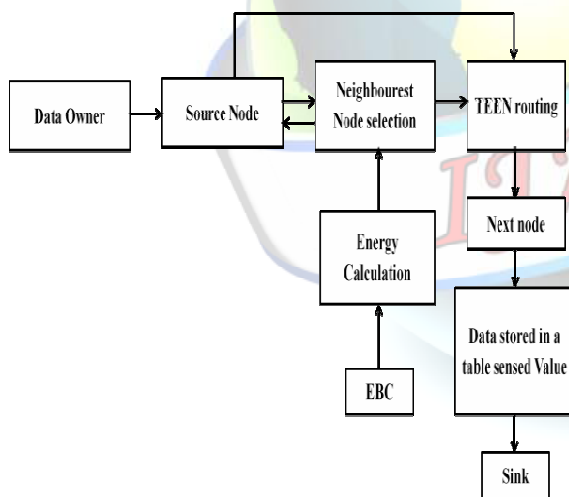 Data Owner
Source Node
Neighbourest
Node selection
TEEN routing
Next node
Energy
Calculation
Data stored in a
table sensed Value
EBC
Sink